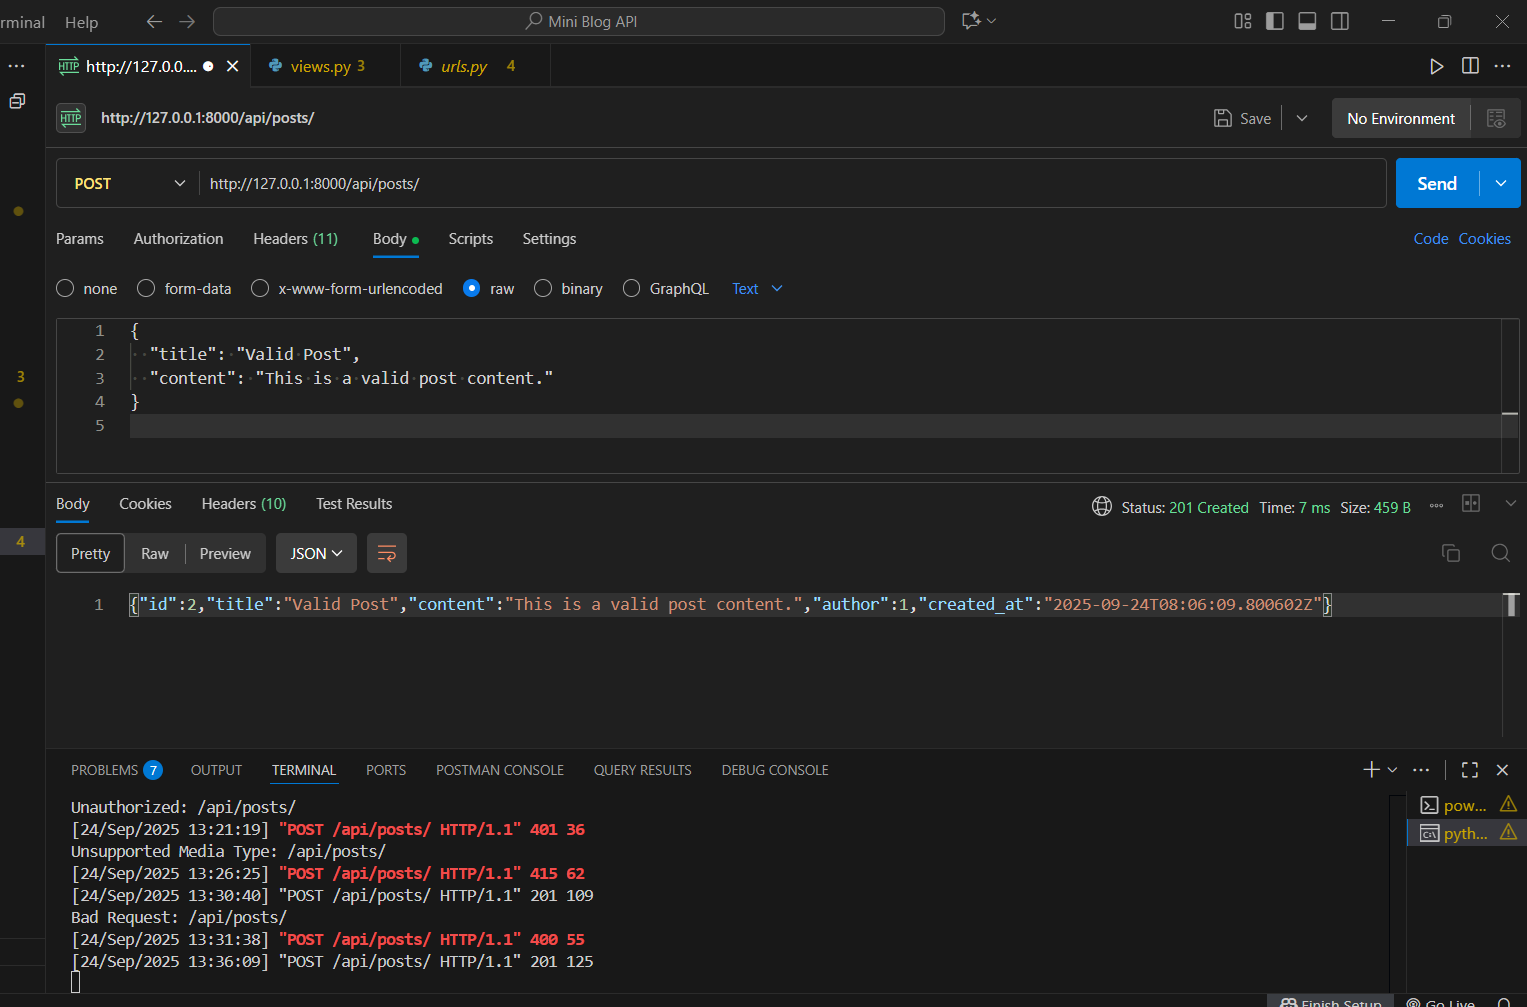 rminal Help Mini Blog API
http://127.0.0.... views.py 3 urls.py 4
http://127.0.0.1:8000/api/posts/ Save No Environment
POST http://127.0.0.1:8000/api/posts/ Send
Params Authorization Headers (11) Body Scripts Settings Code Cookies
none form-data x-www-form-urlencoded raw binary GraphQL Text
1 {
2 "title": "Valid Post",
3 "content": "This is a valid post content."
4 }
5
3
4
Body Cookies Headers (10) Test Results Status: 201 Created Time: 7 ms Size: 459 B
Pretty Raw Preview JSON
1 {"id":2,"title":"Valid Post","content":"This is a valid post content.","author":1,"created_at":"2025-09-24T08:06:09.800602Z"}
PROBLEMS 7 OUTPUT TERMINAL PORTS POSTMAN CONSOLE QUERY RESULTS DEBUG CONSOLE
Unauthorized: /api/posts/
[24/Sep/2025 13:21:19] "POST /api/posts/ HTTP/1.1" 401 36
Unsupported Media Type: /api/posts/
[24/Sep/2025 13:26:25] "POST /api/posts/ HTTP/1.1" 415 62
[24/Sep/2025 13:30:40] "POST /api/posts/ HTTP/1.1" 201 109
Bad Request: /api/posts/
[24/Sep/2025 13:31:38] "POST /api/posts/ HTTP/1.1" 400 55
[24/Sep/2025 13:36:09] "POST /api/posts/ HTTP/1.1" 201 125
pow...
pyth...
Finish Setup Go Live